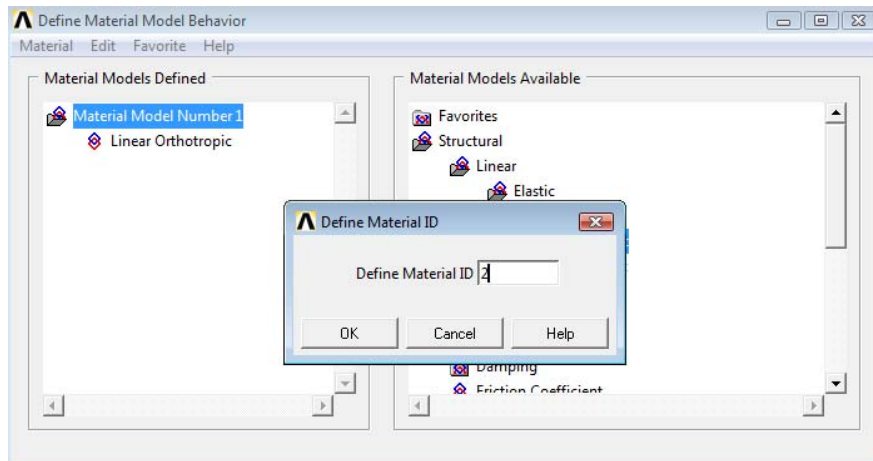 Define Material Model Behavior
Material Edit Favorite Help
Material Models Defined
Material Model Number 1
Linear Orthotropic
Material Models Available
Favorites
Structural
Linear
Elastic
Define Material ID
Define Material ID 2
OK Cancel Help
Damping
Friction Coefficient